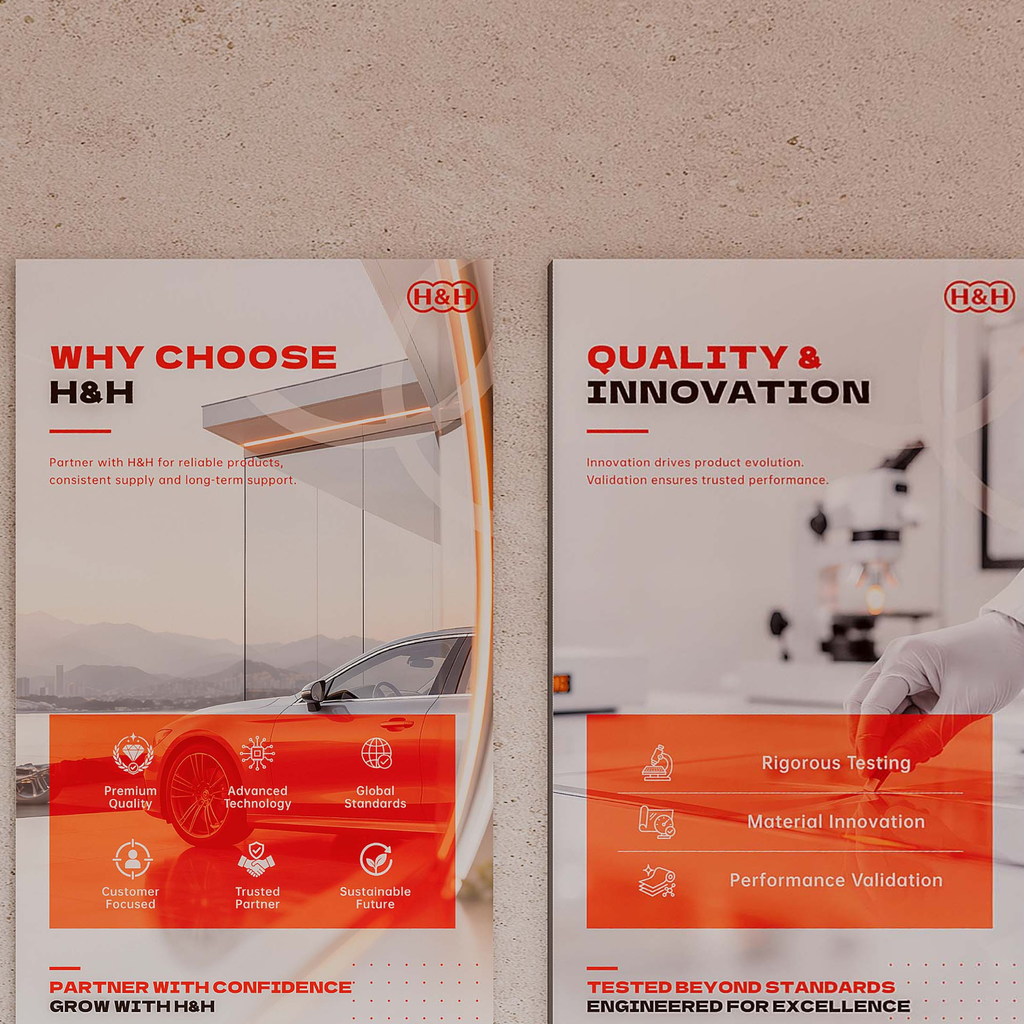 H&H
WHY CHOOSE
H&H
Partner with H&H for reliable products,
consistent supply and long-term support.
Premium
Quality
Advanced
Technology
Global
Standards
Customer
Focused
Trusted
Partner
Sustainable
Future
PARTNER WITH CONFIDENCE
GROW WITH H&H
H&H
QUALITY &
INNOVATION
Innovation drives product evolution.
Validation ensures trusted performance.
Rigorous Testing
Material Innovation
Performance Validation
TESTED BEYOND STANDARDS
ENGINEERED FOR EXCELLENCE